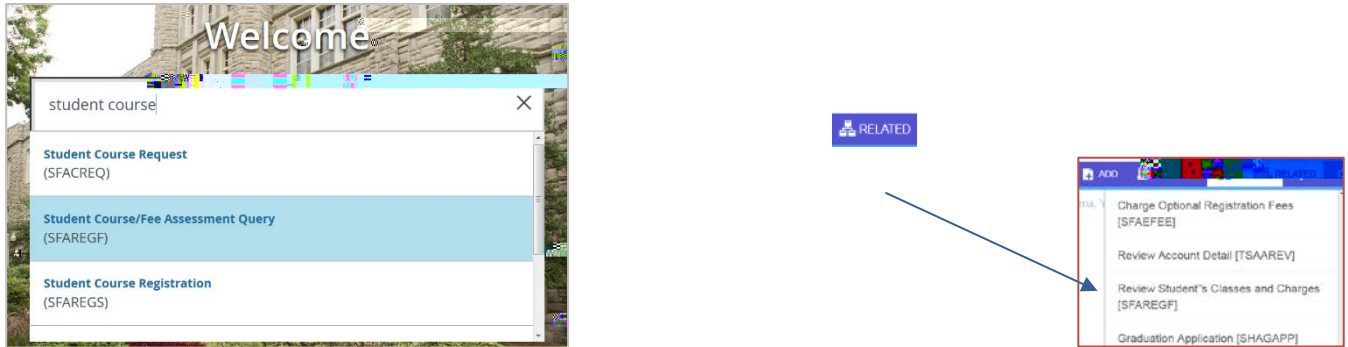 Welcome
student course
Student Course Request
(SFACREQ)
Student Course/Fee Assessment Query
(SFAREGF)
Student Course Registration
(SFAREGS)
RELATED
ADD
RELATED
Charge Optional Registration Fees
[SFAEFEE]
Review Account Detail [TSAAREV]
Review Student"s Classes and Charges
[SFAREGF]
Graduation Application [SHAGAPP]